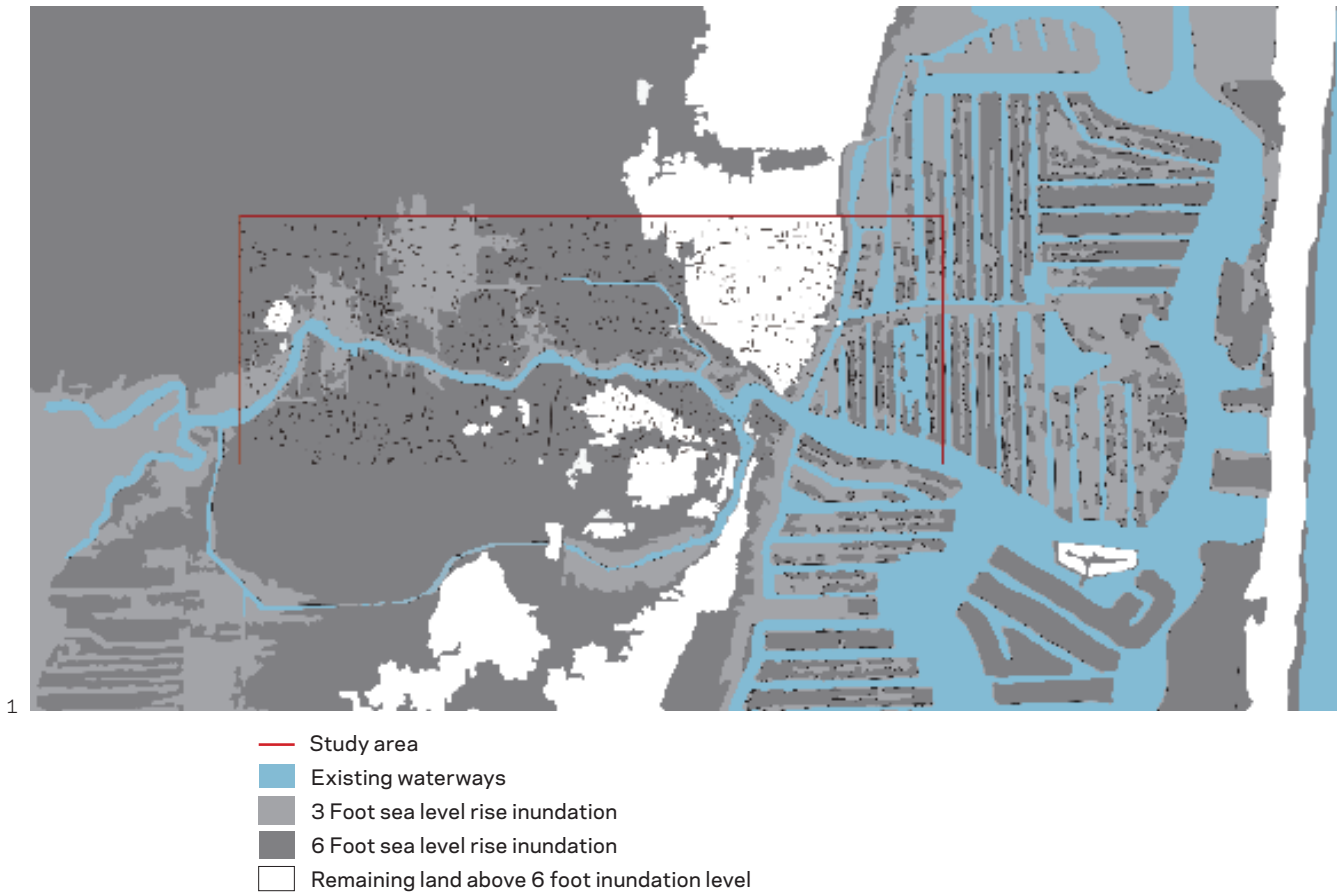 1
Study area
Existing waterways
3 Foot sea level rise inundation
6 Foot sea level rise inundation
Remaining land above 6 foot inundation level